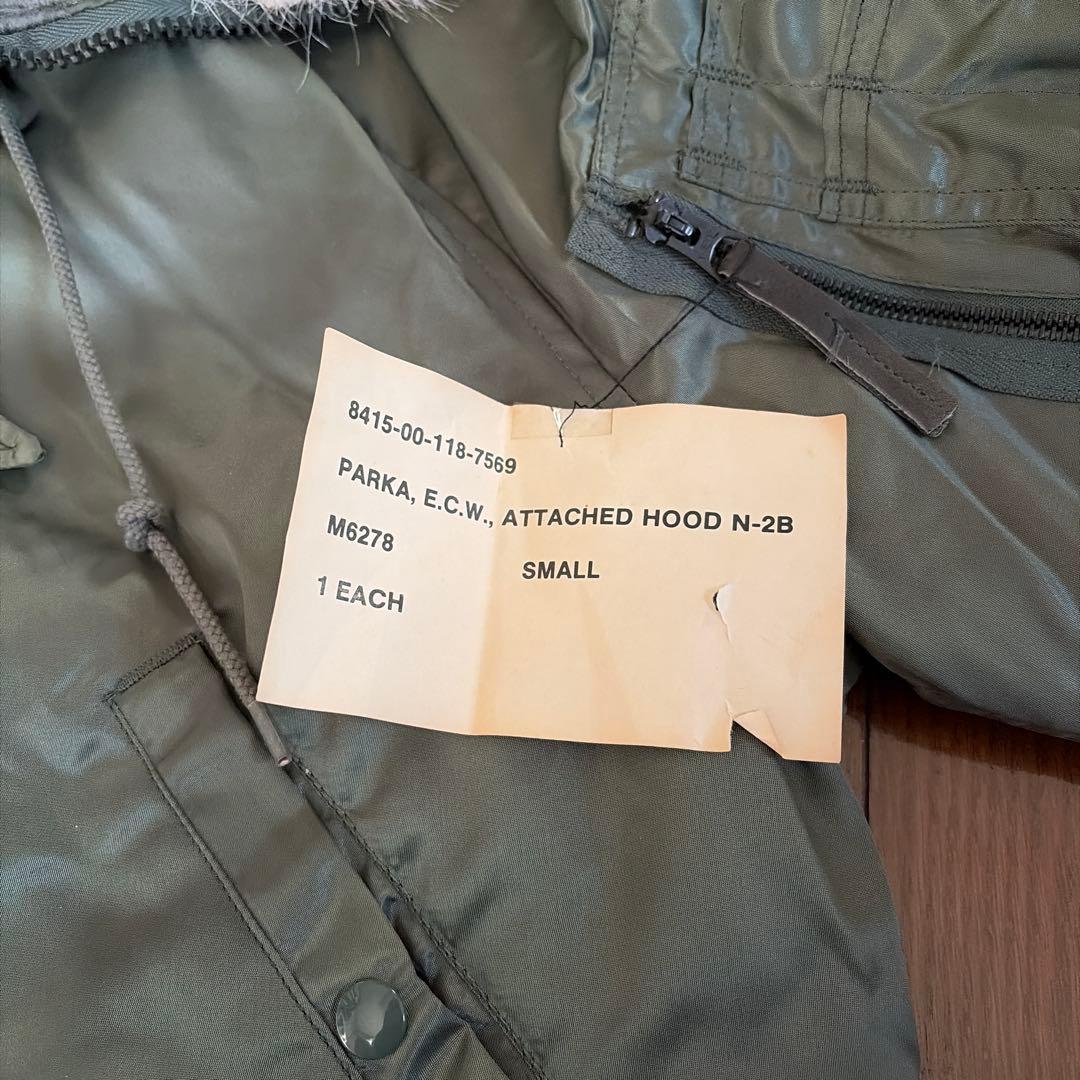 8415-00-118-7569
PARKA, E.C.W., ATTACHED HOOD N-2B
M6278 SMALL
1 EACH